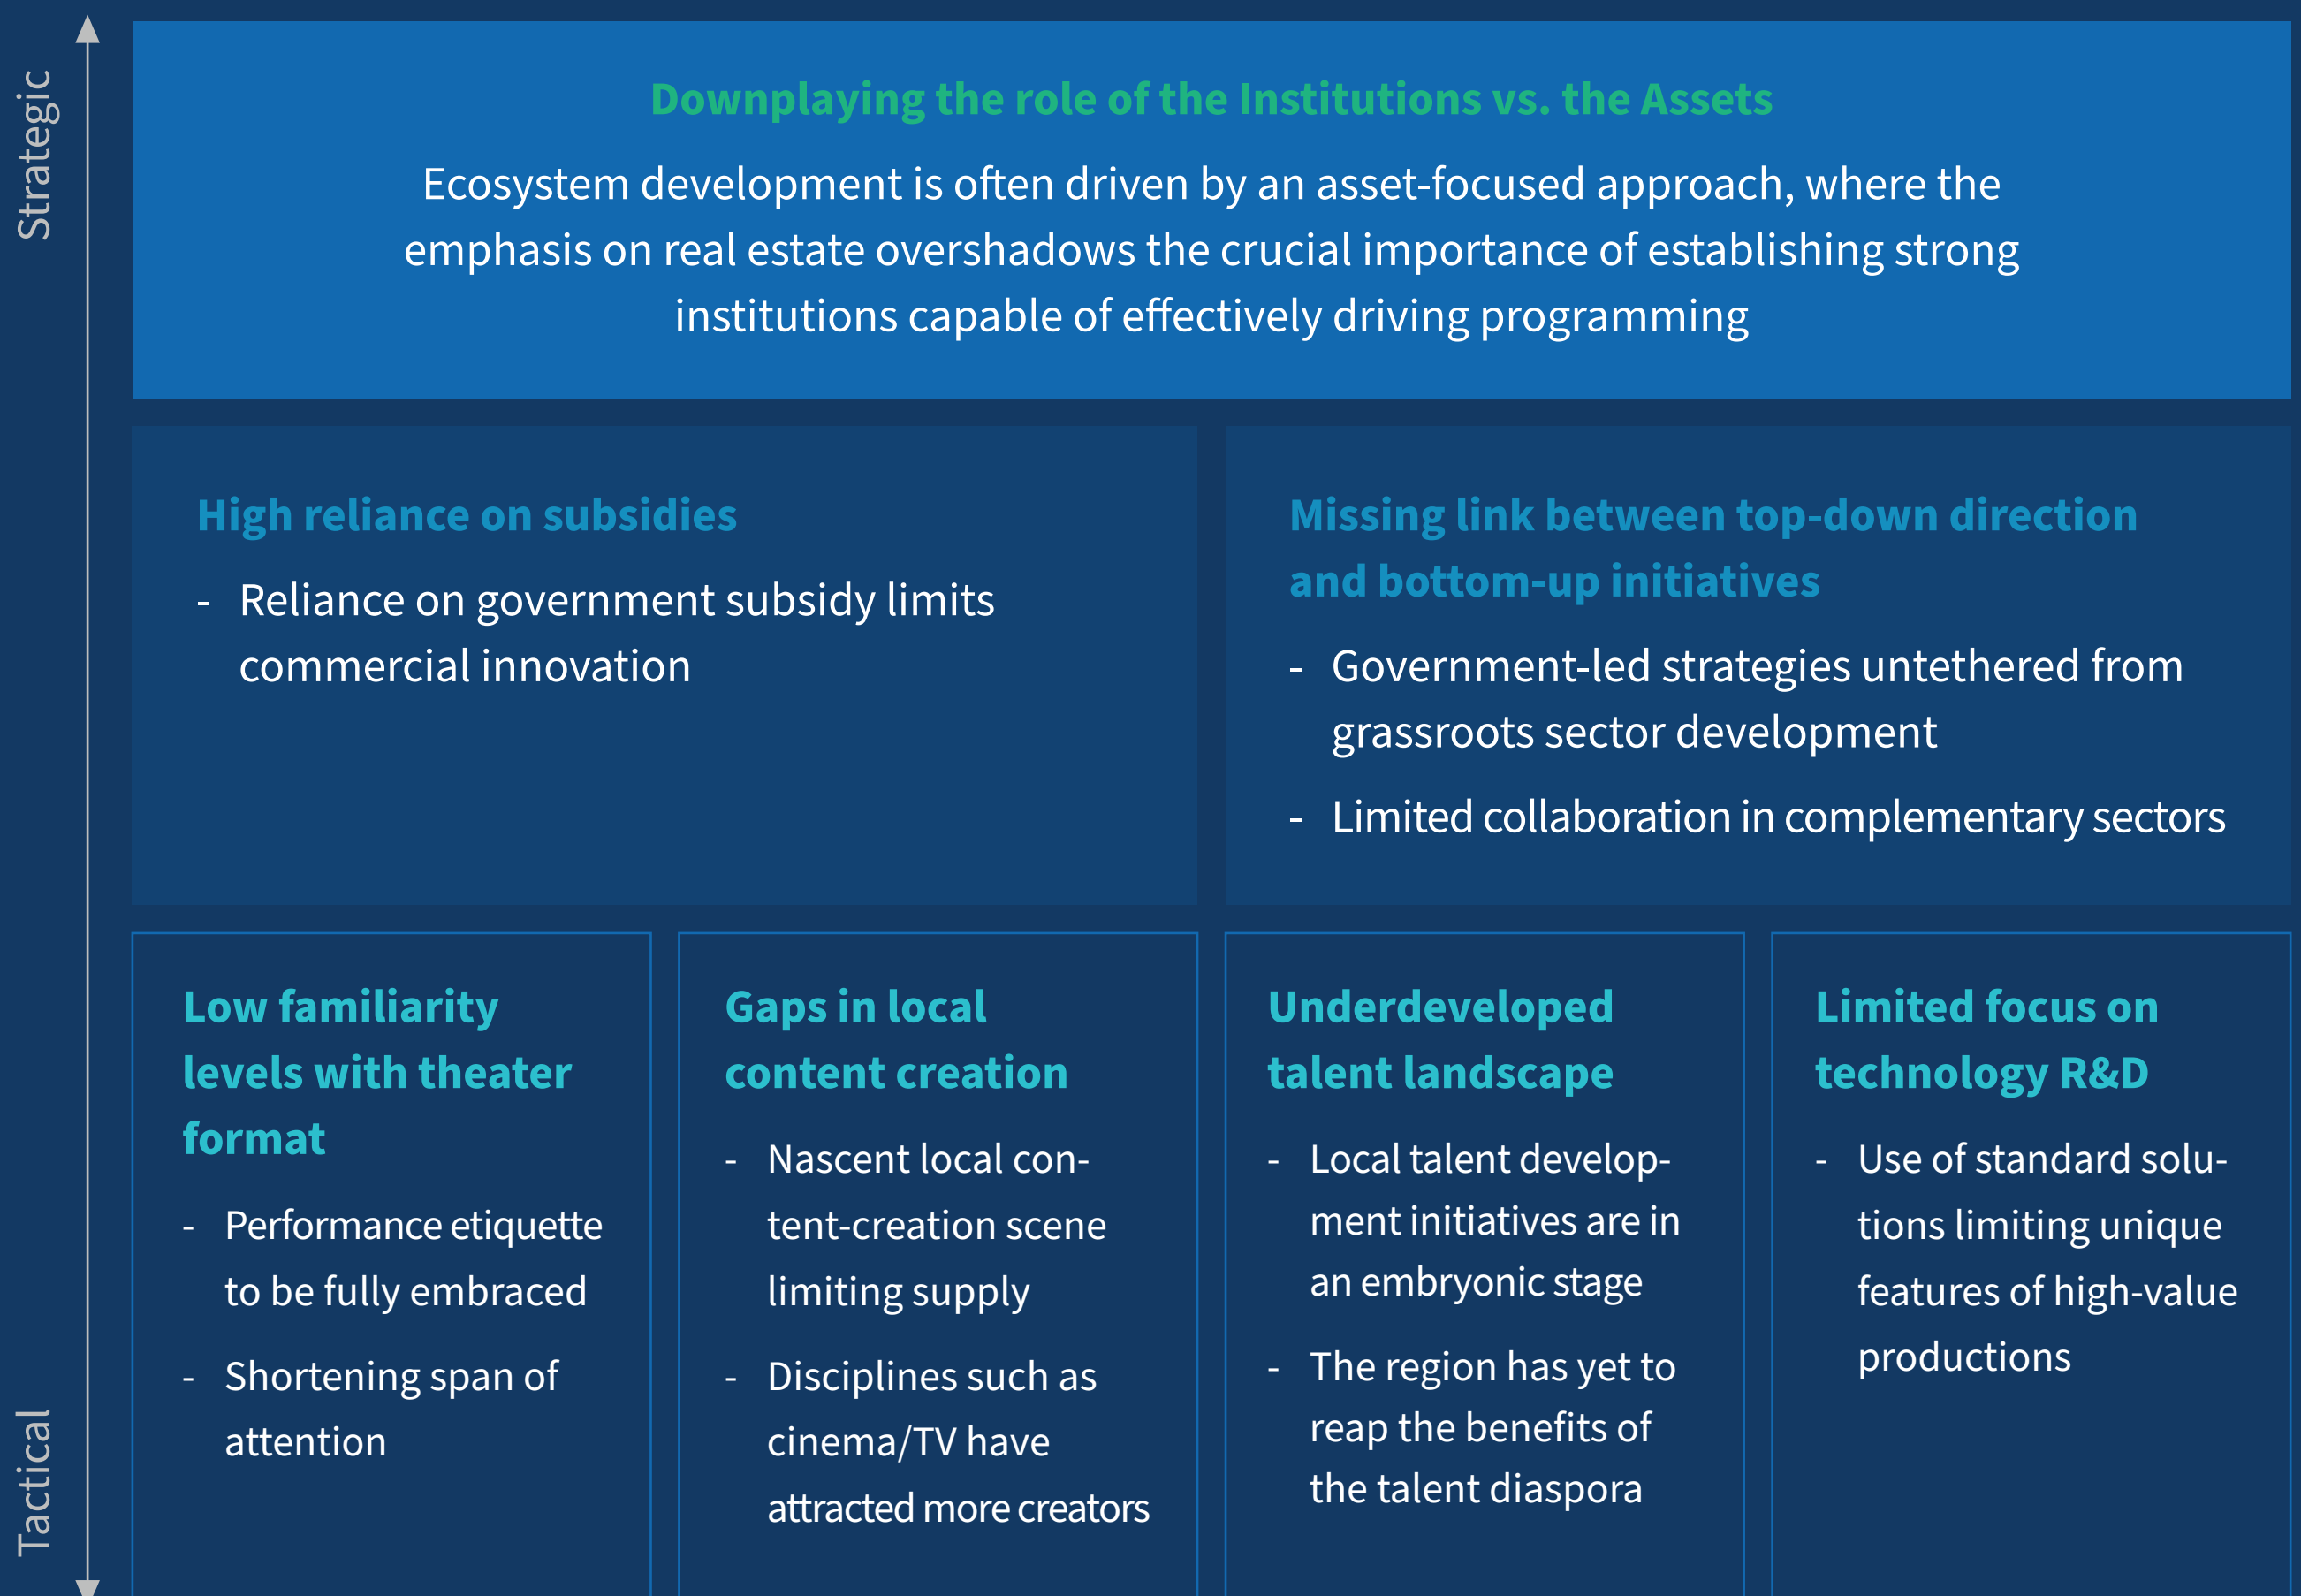 Strategic
Downplaying the role of the Institutions vs. the Assets
Ecosystem development is often driven by an asset-focused approach, where the
emphasis on real estate overshadows the crucial importance of establishing strong
institutions capable of effectively driving programming
High reliance on subsidies
- Reliance on government subsidy limits
commercial innovation
Missing link between top-down direction
and bottom-up initiatives
- Government-led strategies untethered from
grassroots sector development
- Limited collaboration in complementary sectors
Low familiarity
levels with theater
format
- Performance etiquette
to be fully embraced
- Shortening span of
attention
Gaps in local
content creation
- Nascent local con-
tent-creation scene
limiting supply
- Disciplines such as
cinema/TV have
attracted more creators
Underdeveloped
talent landscape
- Local talent develop-
ment initiatives are in
an embryonic stage
- The region has yet to
reap the benefits of
the talent diaspora
Limited focus on
technology R&D
- Use of standard solu-
tions limiting unique
features of high-value
productions
Tactical